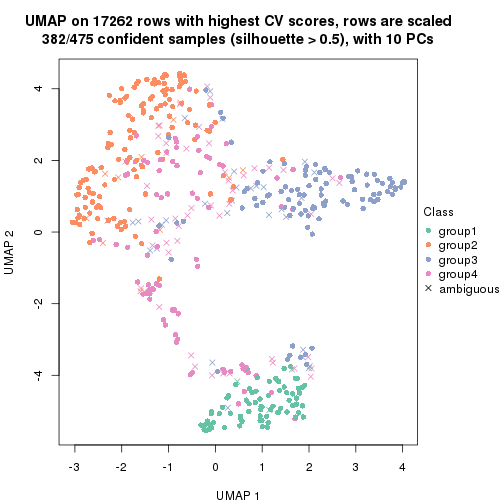 UMAP on 17262 rows with highest CV scores, rows are scaled
382/475 confident samples (silhouette > 0.5), with 10 PCs
4
2
0
-2
-4
UMAP 2
-3
-2
-1
0
1
2
3
4
UMAP 1
Class
group1
group2
group3
group4
ambiguous